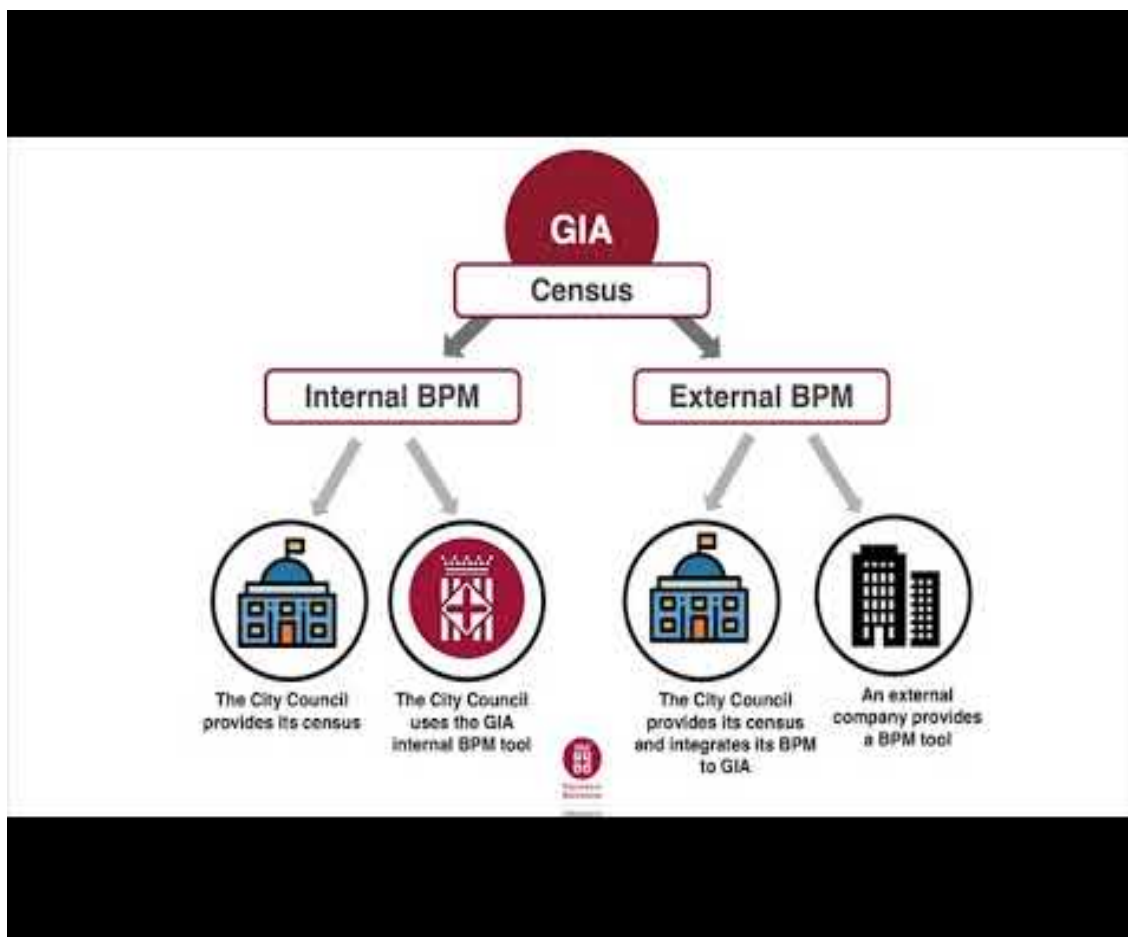 GIA
Census
Internal BPM
External BPM
The City Council
provides its census
The City Council
uses the GIA
internal BPM tool
The City Council
provides its census
and integrates its BPM
to GIA
An external
company provides
a BPM tool